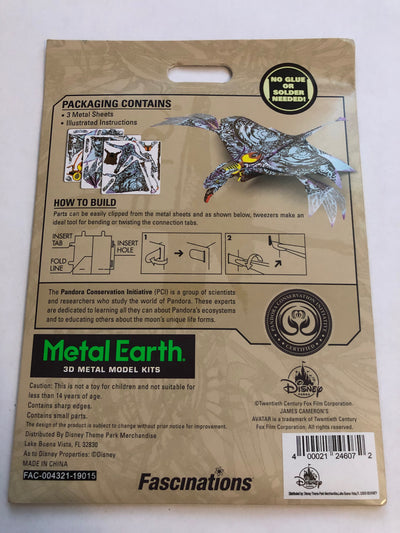 NO GLUE
OR
SOLDER
NEEDED!
PACKAGING CONTAINS
• 3 Metal Sheets
• Illustrated Instructions
HOW TO BUILD
Parts can be easily clipped from the metal sheets and as shown below, tweezers make an
ideal tool for bending or twisting the connection tabs.
INSERT
TAB
INSERT
HOLE
FOLD
LINE
1
2
The Pandora Conservation Initiative (PCI) is a group of scientists
and researchers who study the world of Pandora. These experts
are dedicated to learning all they can about Pandora's ecosystems
and to educating others about the moon's unique life forms.
PANDORA CONSERVATION INITIATIVE
CERTIFIED
Metal Earth®
3D METAL MODEL KITS
Caution: This is not a toy for children and not suitable for
less than 14 years of age.
Contains sharp edges.
Contains small parts.
The design of the product is subject to change without prior notice for improvement.
Distributed By Disney Theme Park Merchandise
Lake Buena Vista, FL 32830
As to Disney Properties: ©Disney
MADE IN CHINA
FAC-004321-19015
Fascinations®
Disney
PARKS
©Twentieth Century Fox Film Corporation.
JAMES CAMERON'S
AVATAR is a trademark of Twentieth Century
Fox Film Corporation.
All rights reserved.
4 00021 24607 2
Disney